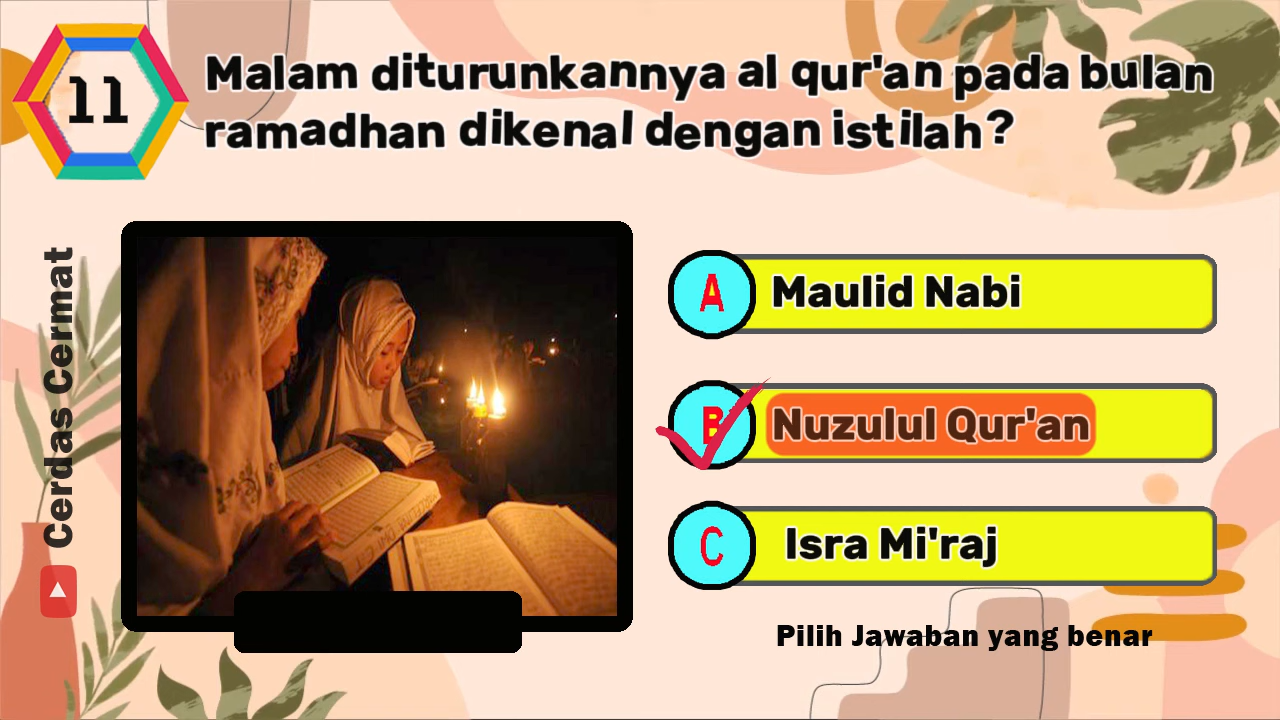 11
Malam diturunkannya al qur'an pada bulan
ramadhan dikenal dengan istilah?
Cerdas Cermat
A
Maulid Nabi
B
Nuzulul Qur'an
C
Isra Mi'raj
Pilih Jawaban yang benar